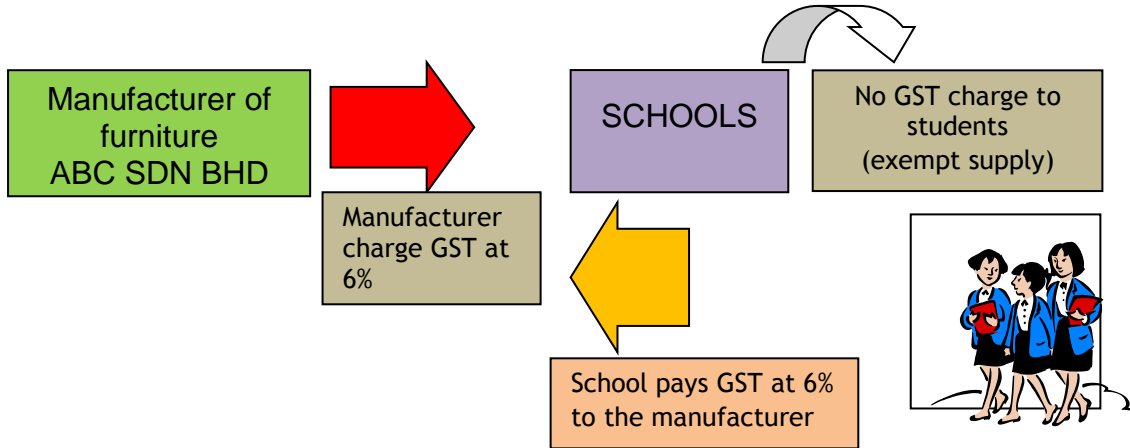 Manufacturer of
furniture
ABC SDN BHD
SCHOOLS
No GST charge to
students
(exempt supply)
Manufacturer
charge GST at
6%
School pays GST at 6%
to the manufacturer